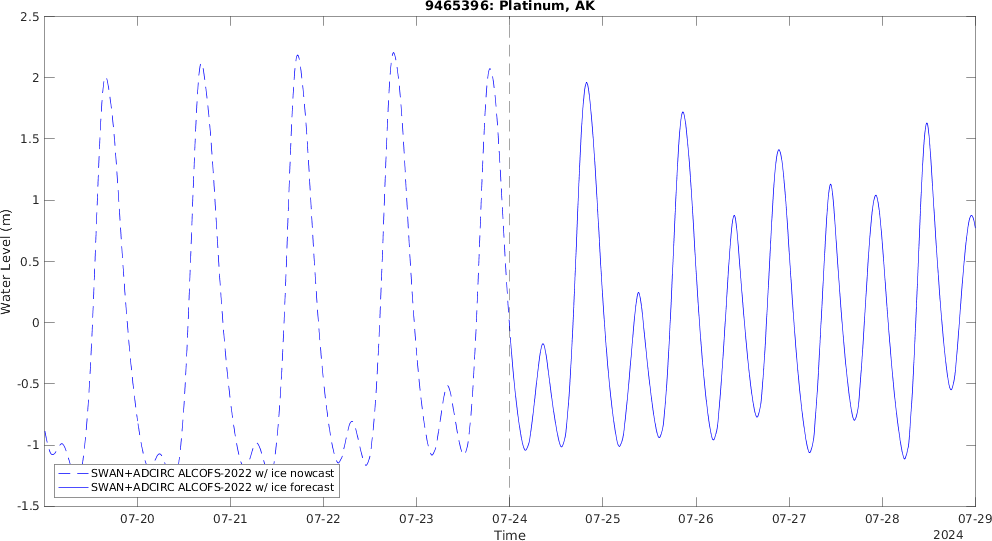 9465396: Platinum, AK
2.5
2
1.5
1
0.5
0
-0.5
-1
-1.5
Water Level (m)
SWAN+ADCIRC ALCOFS-2022 w/ ice nowcast
SWAN+ADCIRC ALCOFS-2022 w/ ice forecast
07-20 07-21 07-22 07-23 07-24 07-25 07-26 07-27 07-28 07-29
Time
2024